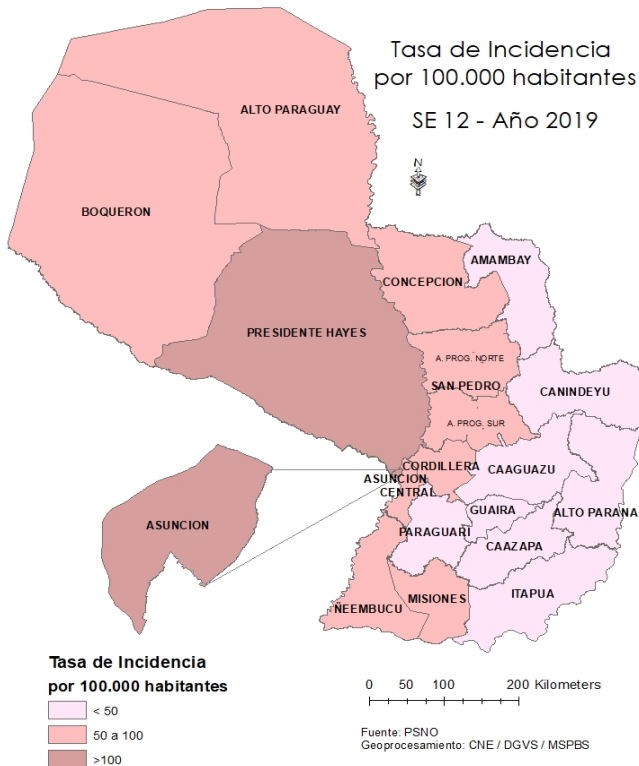 Tasa de Incidencia
por 100.000 habitantes
SE 12 - Año 2019
N
ALTO PARAGUAY
BOQUERON
AMAMBAY
CONCEPCION
PRESIDENTE HAYES
A. PROG. NORTE
SAN PEDRO
CANINDEYU
A. PROG. SUR
CORDILLERA
CAAGUAZU
ASUNCION
CENTRAL
GUAIRA
ALTO PARANA
ASUNCION
PARAGUARI
CAAZAPA
ITAPUA
MISIONES
ÑEEMBUCU
Tasa de Incidencia
por 100.000 habitantes
< 50
50 a 100
>100
0 50 100 200 Kilometers
Fuente: PSNO
Geoprocesamiento: CNE / DGVS / MSPBS